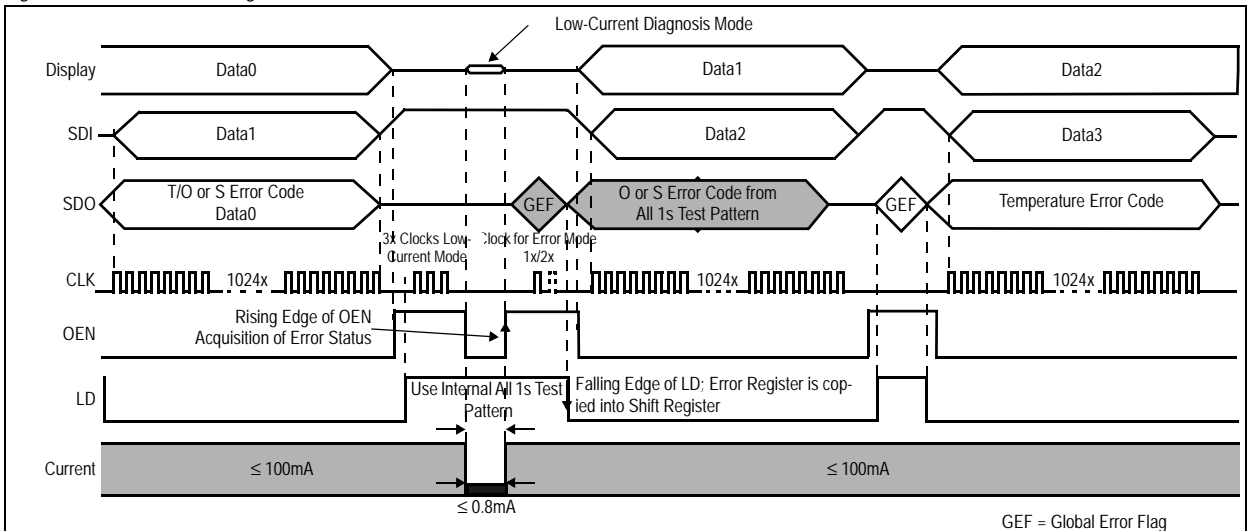 Low-Current Diagnosis Mode
Display
Data0
Data1
Data2
SDI
Data1
Data2
Data3
SDO
T/O or S Error Code
Data0
GEF
O or S Error Code from
All 1s Test Pattern
GEF
Temperature Error Code
3x Clocks Low-
Current Mode
Clock for Error Mode
1x/2x
CLK
1024x
1024x
1024x
OEN
Rising Edge of OEN
Acquisition of Error Status
LD
Use Internal All 1s Test
Pattern
Falling Edge of LD; Error Register is cop-
ied into Shift Register
Current
≤ 100mA
≤ 100mA
≤ 0.8mA
GEF = Global Error Flag